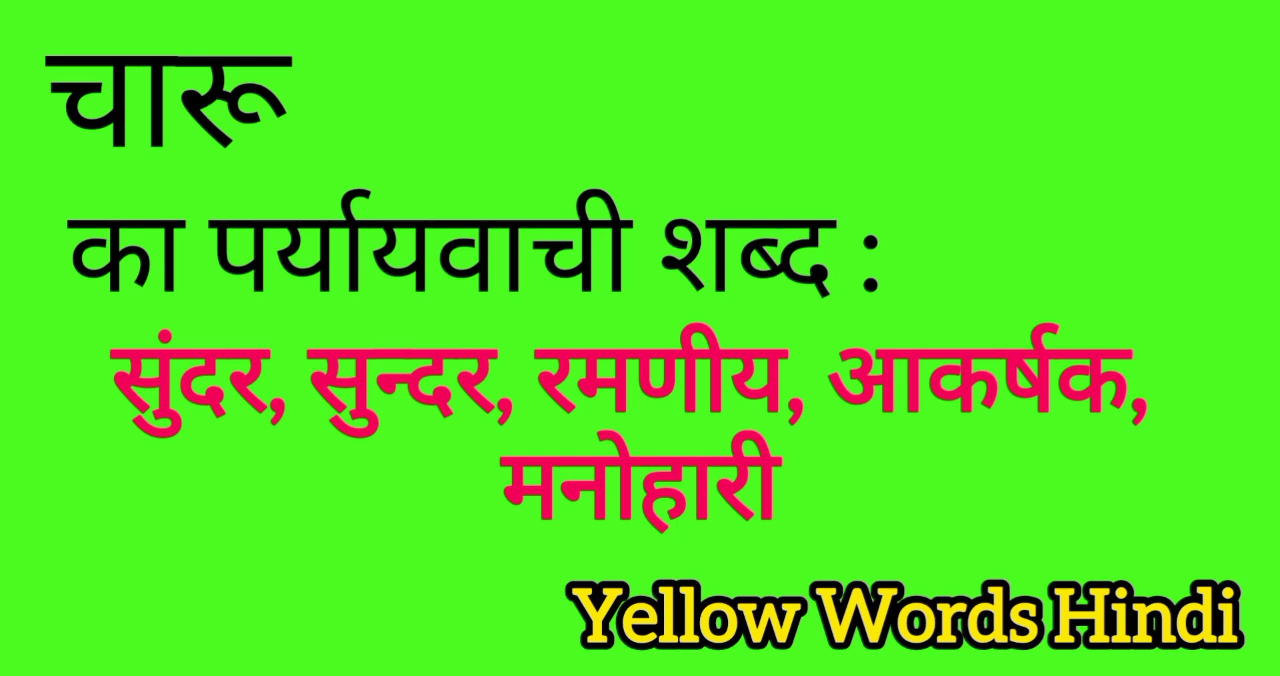 चारू
का पर्यायवाची शब्द :
सुंदर, सुन्दर, रमणीय, आकर्षक,
मनोहारी
Yellow Words Hindi